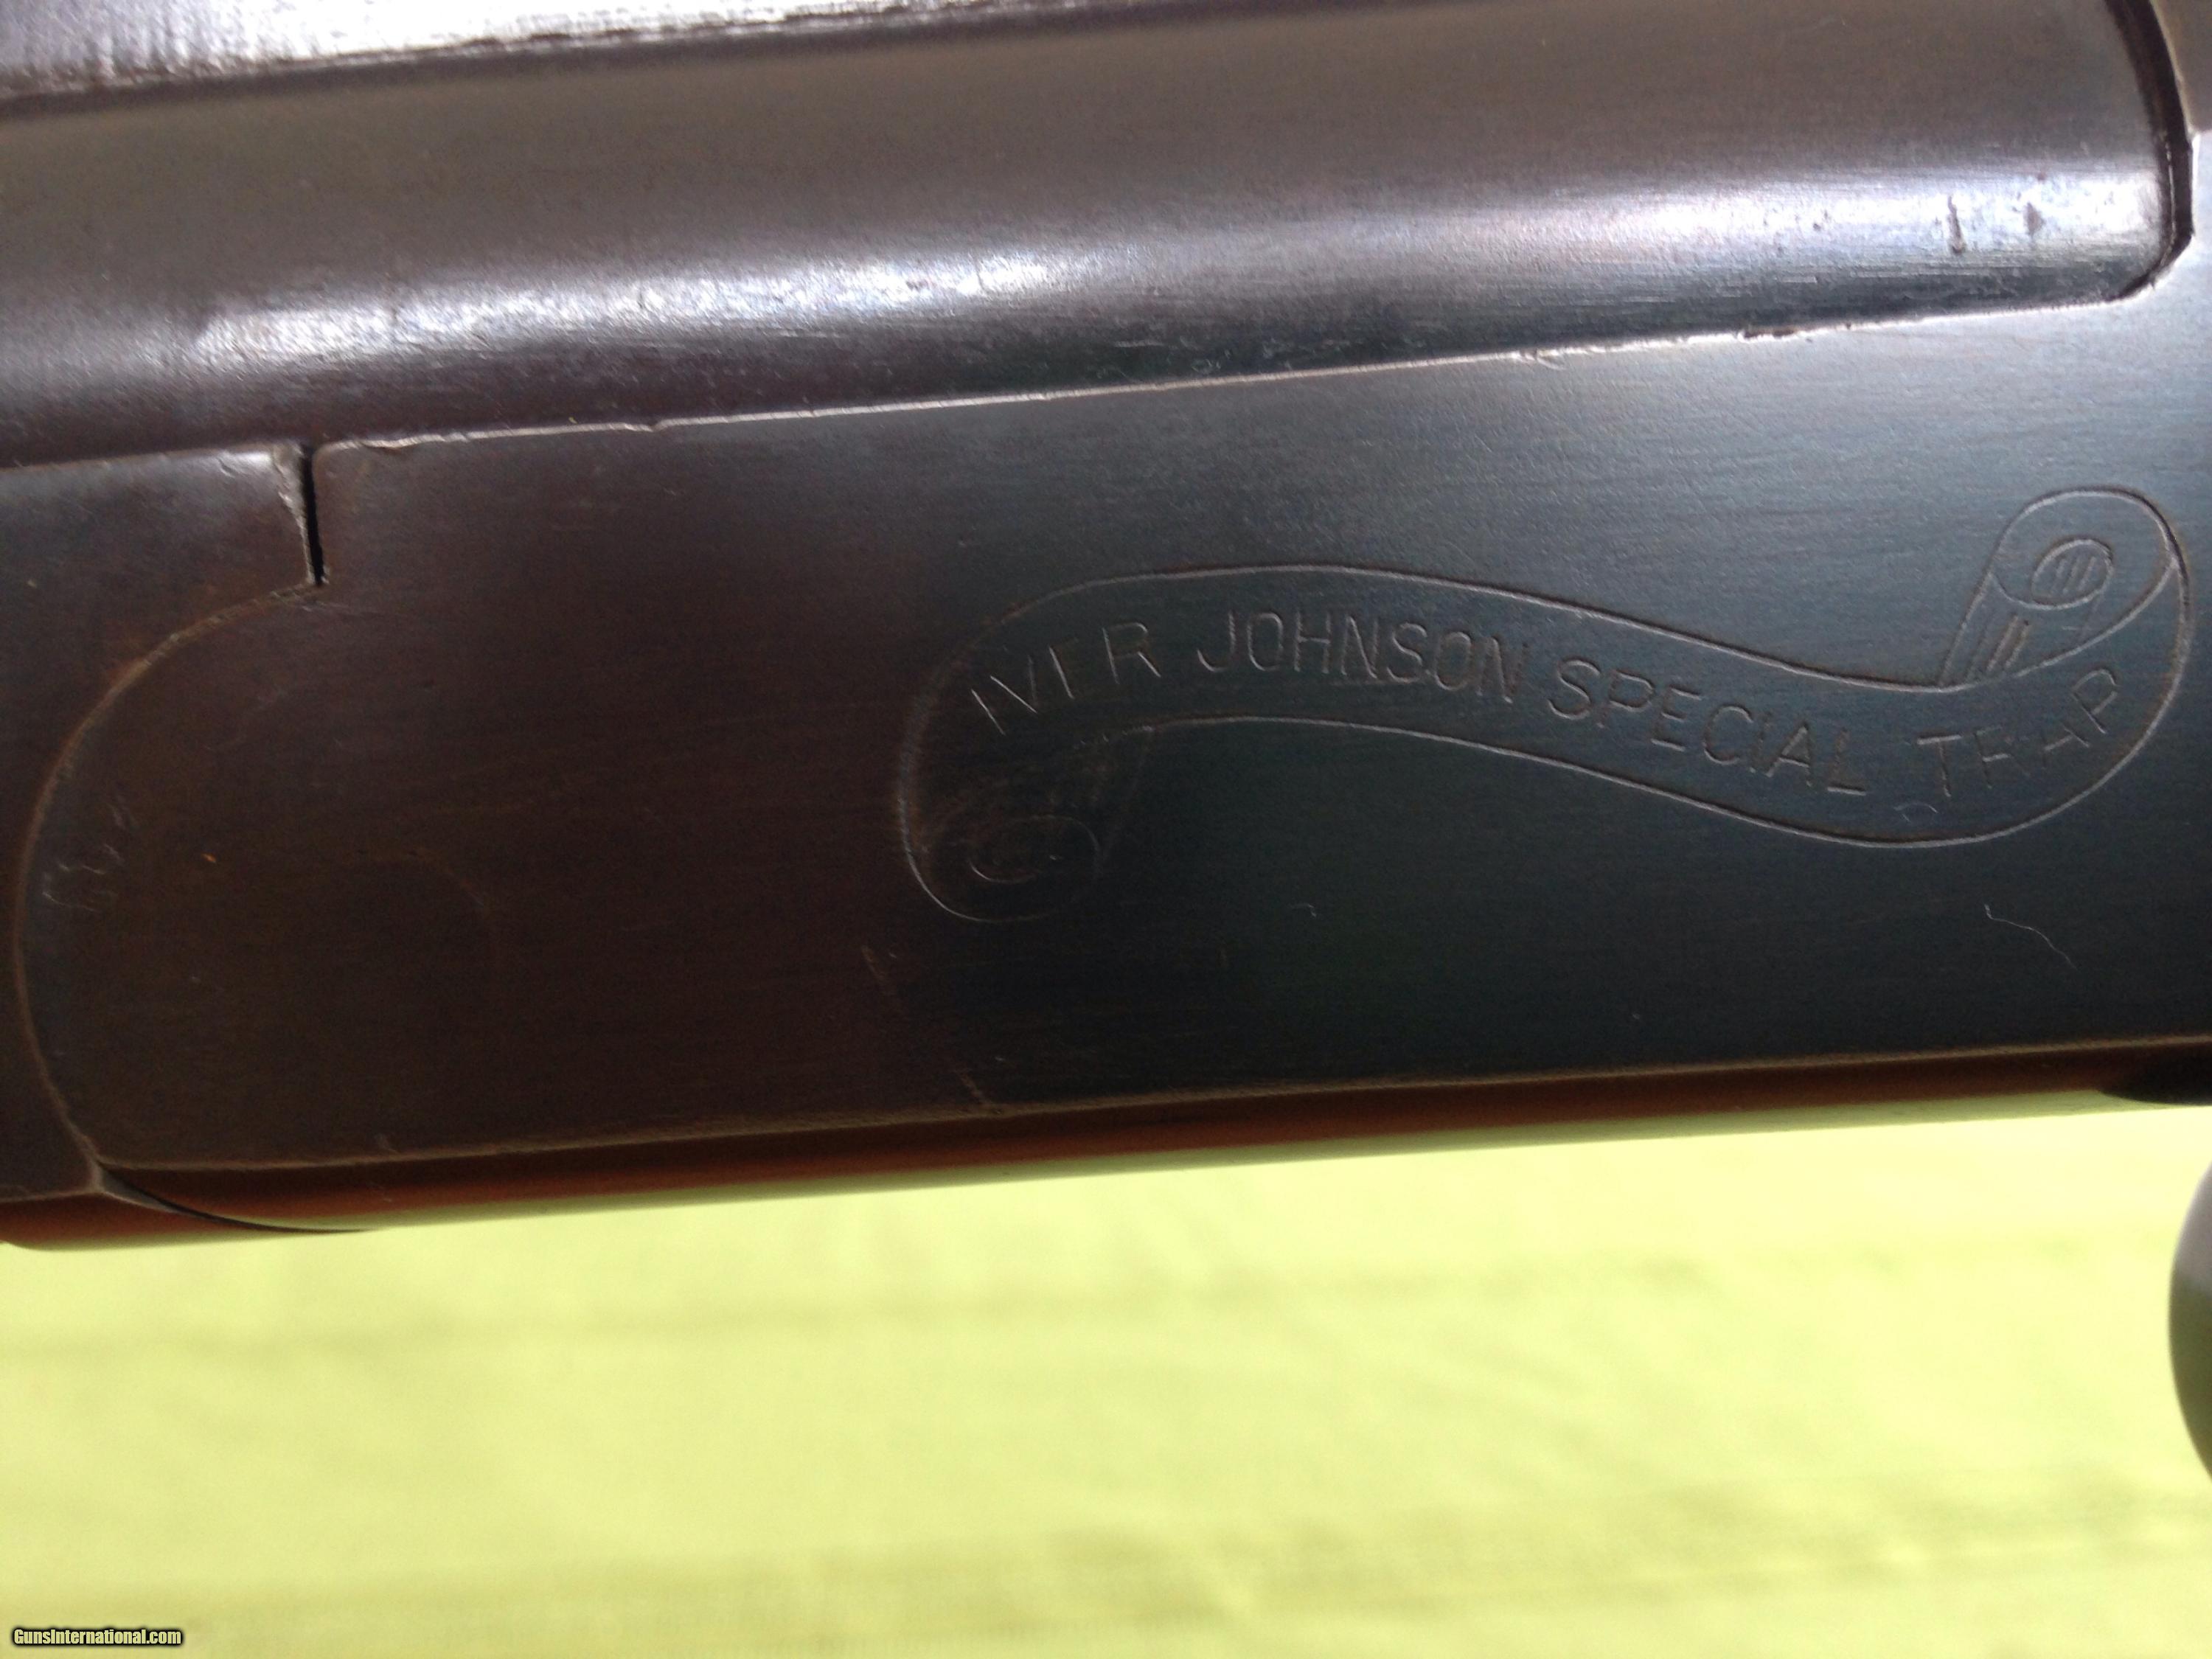 IVER JOHNSON SPECIAL TRAP
GunsInternational.com